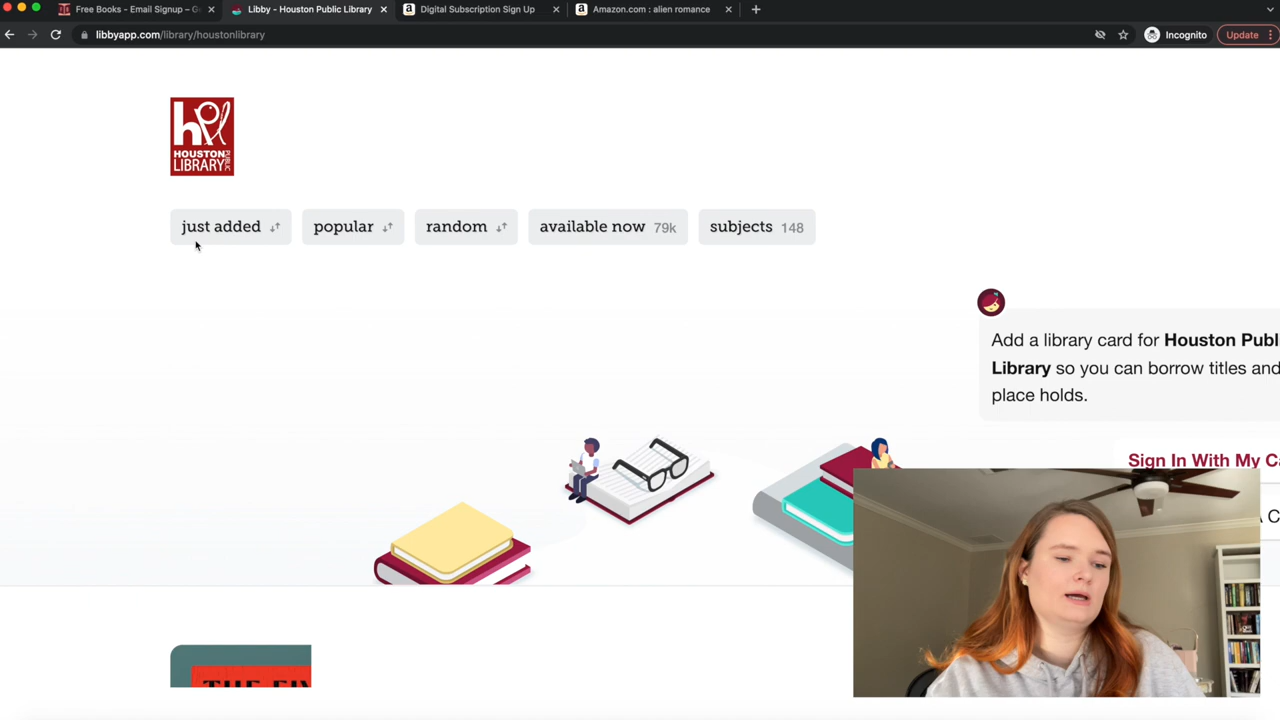 Free Books - Email Signup – G
Libby - Houston Public Library
Digital Subscription Sign Up
Amazon.com : alien romance
libbyapp.com/library/houstonlibrary
Incognito
Update
hpl
HOUSTON
PUBLIC
LIBRARY
just added
popular
random
available now 79k
subjects 148
Add a library card for Houston Publ
Library so you can borrow titles and
place holds.
Sign In With My Ca
A C